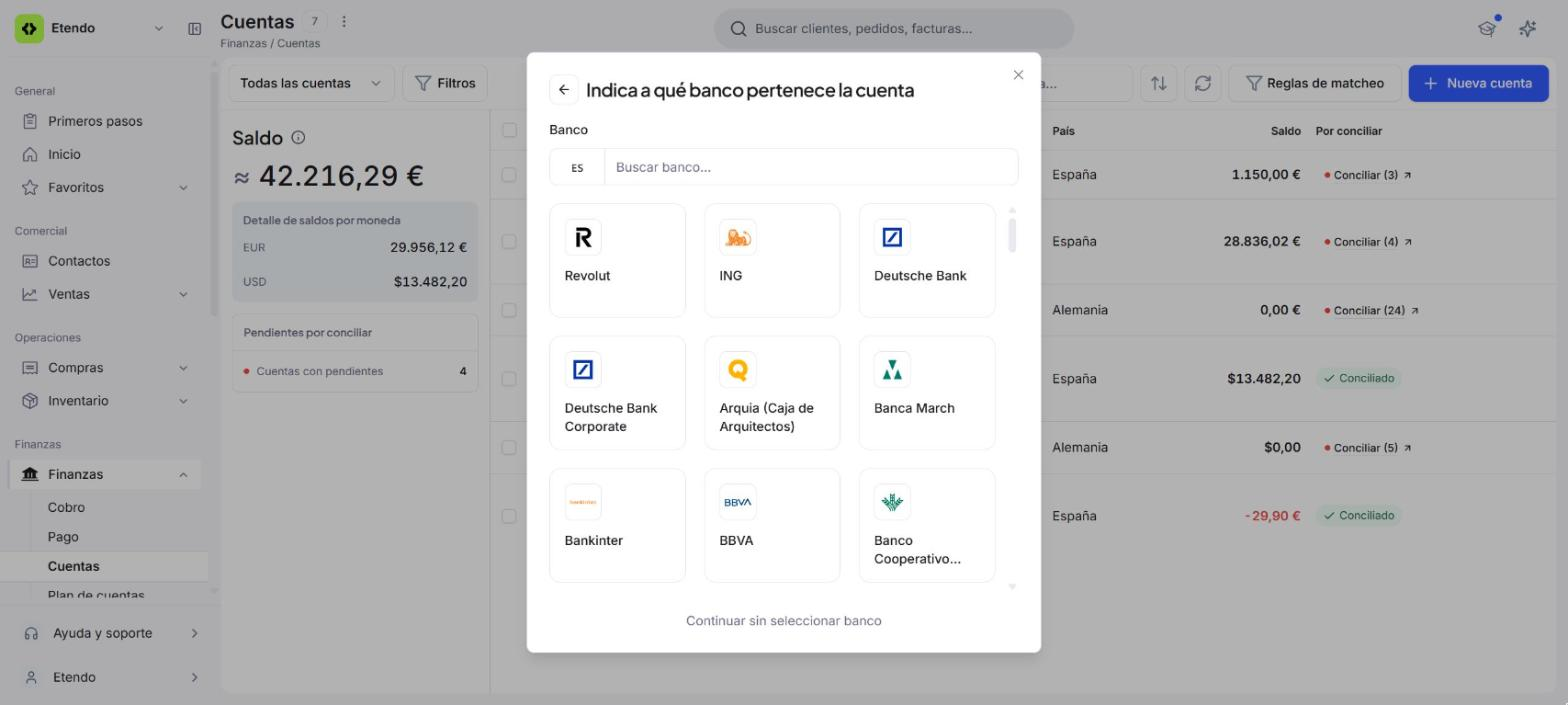 Etendo
Cuentas
7
Finanzas / Cuentas
Buscar clientes, pedidos, facturas...
General
Primeros pasos
Inicio
Favoritos
Comercial
Contactos
Ventas
Operaciones
Compras
Inventario
Finanzas
Finanzas
Cobro
Pago
Cuentas
Plan de cuentas
Ayuda y soporte
Etendo
Todas las cuentas
Filtros
Reglas de matcheo
Nueva cuenta
Saldo
≈ 42.216,29 €
Detalle de saldos por moneda
EUR 29.956,12 €
USD $13.482,20
Pendientes por conciliar
Cuentas con pendientes 4
Indica a qué banco pertenece la cuenta
Banco
ES
Buscar banco...
Revolut
ING
Deutsche Bank
Deutsche Bank
Corporate
Arquia (Caja de
Arquitectos)
Banca March
bankinter
Bankinter
BBVA
BBVA
Banco
Cooperativo...
Continuar sin seleccionar banco
País Saldo Por conciliar
España 1.150,00 € Conciliar (3)
España 28.836,02 € Conciliar (4)
Alemania 0,00 € Conciliar (24)
España $13.482,20 Conciliado
Alemania $0,00 Conciliar (5)
España -29,90 € Conciliado